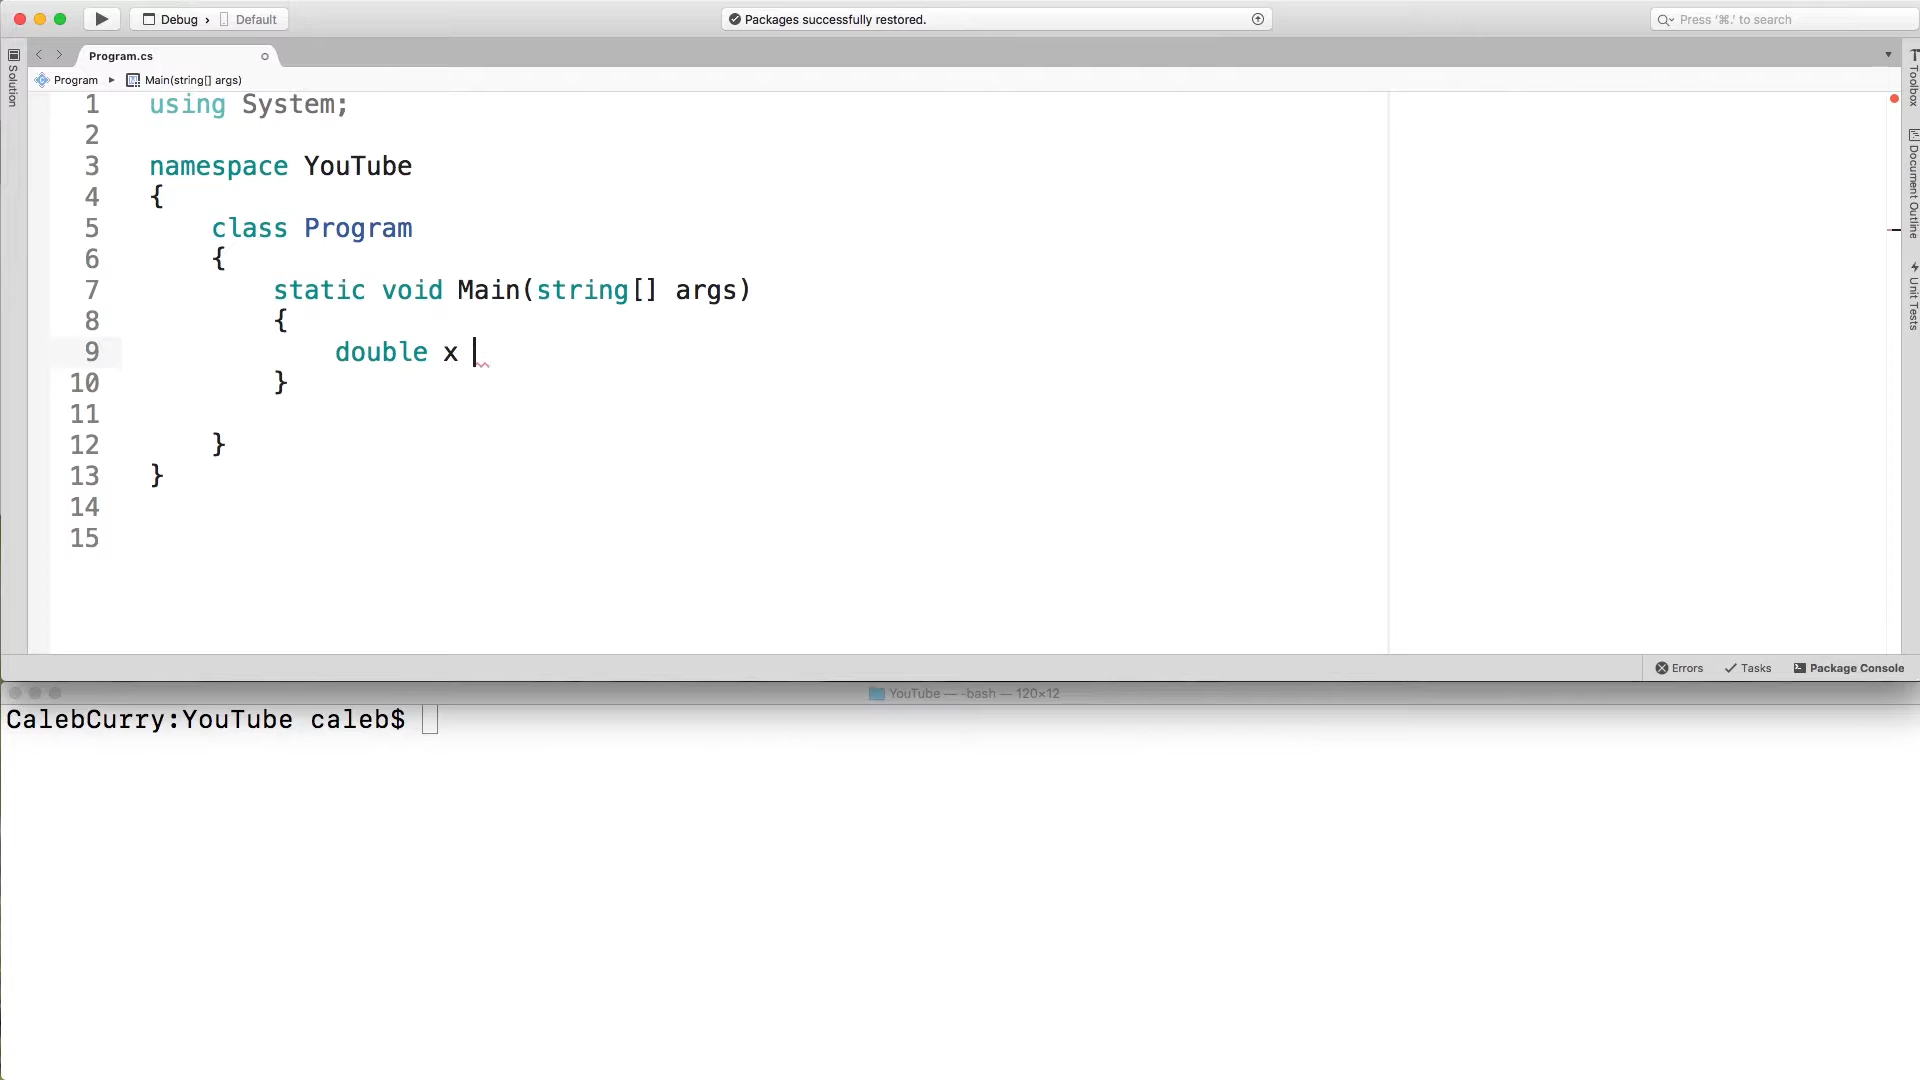 Debug › Default
Packages successfully restored.
Press '⌘.' to search
Program.cs
Program ▸ Main(string[] args)
Solution
1 using System;
2
3 namespace YouTube
4 {
5 class Program
6 {
7 static void Main(string[] args)
8 {
9 double x
10 }
11
12 }
13 }
14
15
Toolbox
Document Outline
Unit Tests
Errors Tasks Package Console
YouTube — -bash — 120×12
CalebCurry:YouTube caleb$